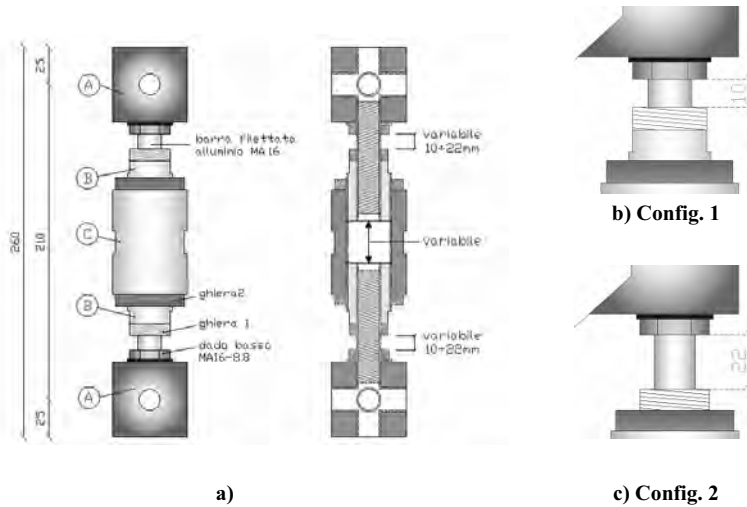 25
A
barra filettata
alluminio MA16
B
260
210
C
B
ghiera2
ghiera 1
dado basso
MA16-8.8
A
25
variabile
10÷22mm
variabile
variabile
10÷22mm
10
b) Config. 1
22
a)
c) Config. 2